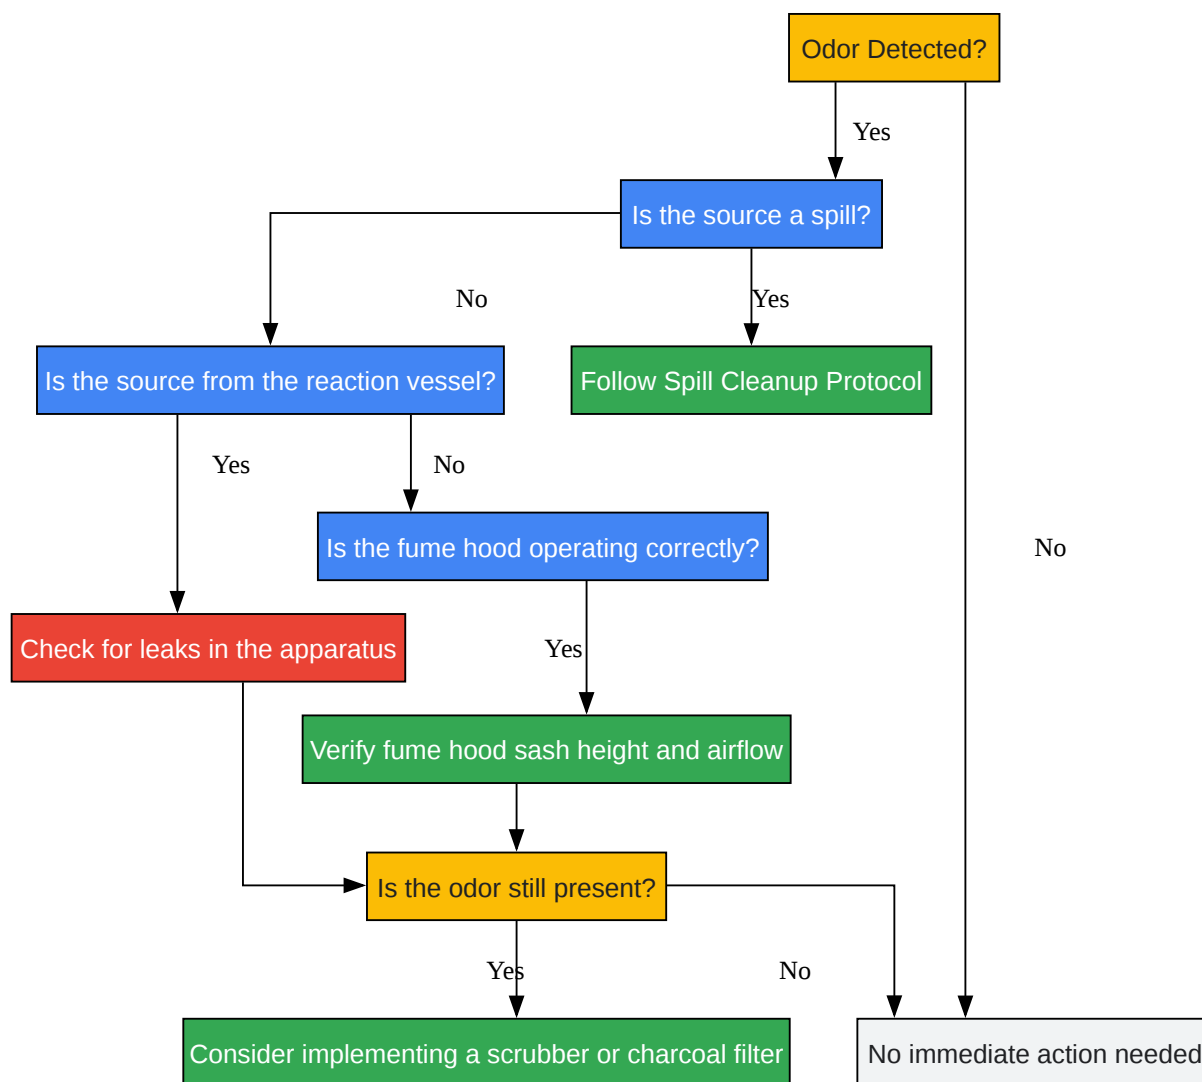 Odor Detected?
Yes
Is the source a spill?
No
Yes
Is the source from the reaction vessel?
Follow Spill Cleanup Protocol
Yes
No
Is the fume hood operating correctly?
No
Check for leaks in the apparatus
Yes
Verify fume hood sash height and airflow
Is the odor still present?
Yes
No
Consider implementing a scrubber or charcoal filter
No immediate action needed